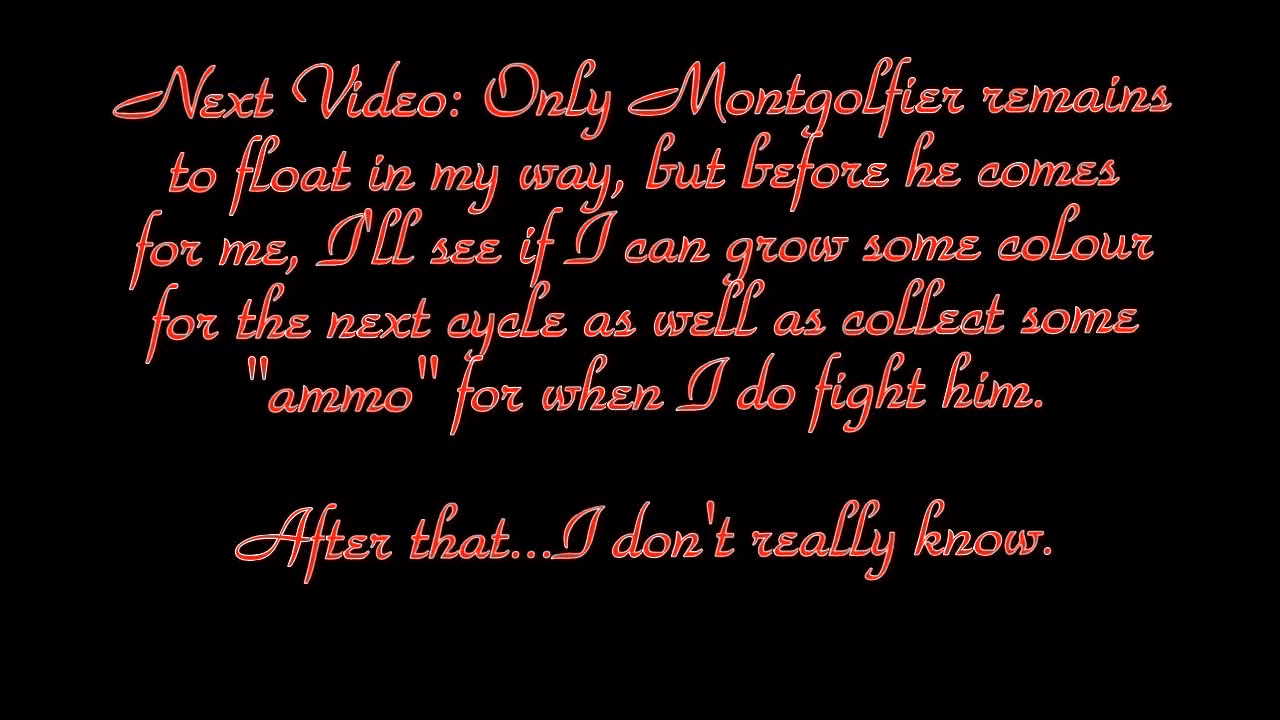 Next Video: Only Montgolfier remains
to float in my way, but before he comes
for me, I'll see if I can grow some colour
for the next cycle as well as collect some
"ammo" for when I do fight him.
After that...I don't really know.